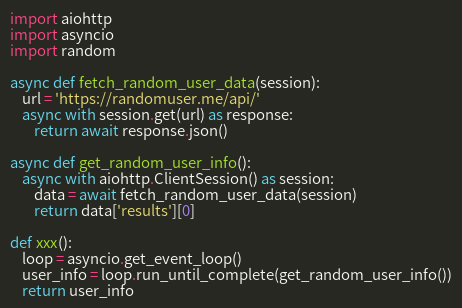 import aiohttp
import asyncio
import random

async def fetch_random_user_data(session):
    url = 'https://randomuser.me/api/'
    async with session.get(url) as response:
        return await response.json()

async def get_random_user_info():
    async with aiohttp.ClientSession() as session:
        data = await fetch_random_user_data(session)
        return data['results'][0]

def xxx():
    loop = asyncio.get_event_loop()
    user_info = loop.run_until_complete(get_random_user_info())
    return user_info